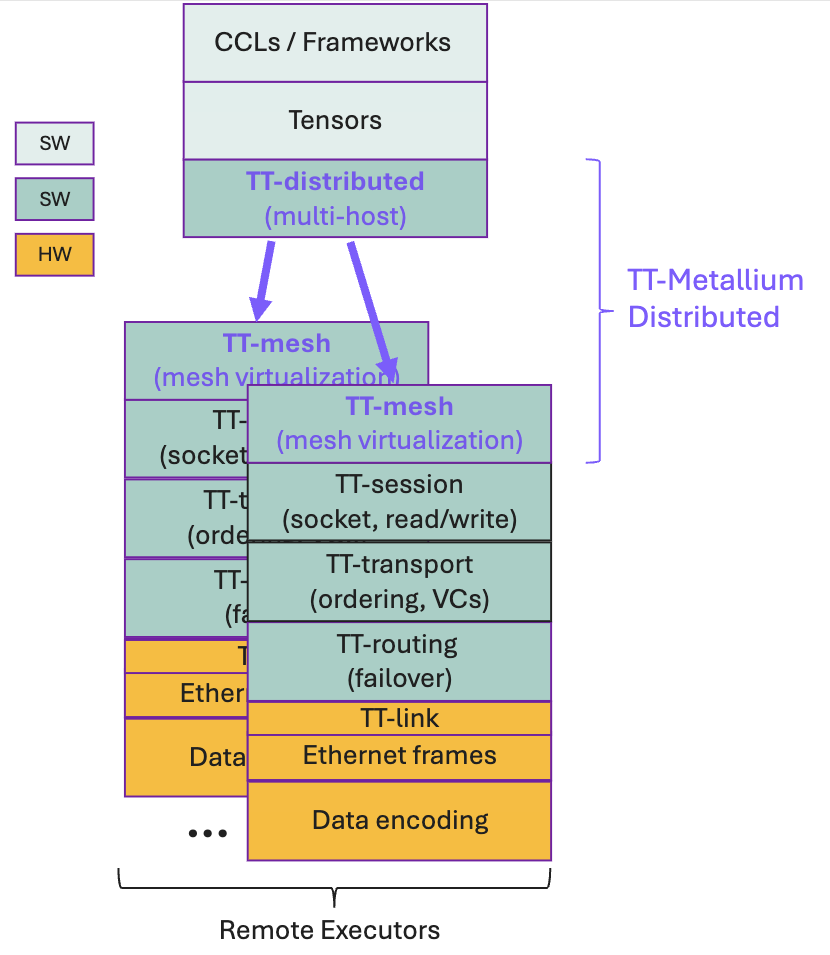 CCLs / Frameworks
Tensors
SW
SW
HW
TT-distributed
(multi-host)
TT-Metallium
Distributed
TT-mesh
(mesh virtualization)
TT-
(socket
TT-t
(orde
TT-
(fa
Ether
Data
TT-mesh
(mesh virtualization)
TT-session
(socket, read/write)
TT-transport
(ordering, VCs)
TT-routing
(failover)
TT-link
Ethernet frames
Data encoding
...
Remote Executors